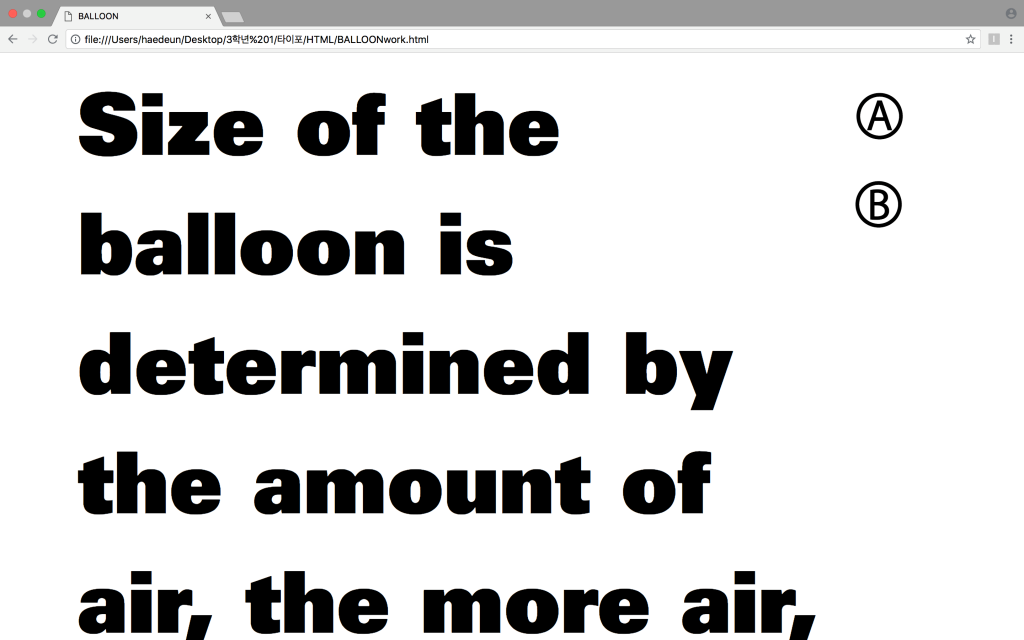 BALLOON
file:///Users/haedeun/Desktop/3학년%201/타이포/HTML/BALLOONwork.html
Size of the
Ⓐ
Ⓑ
balloon is
determined by
the amount of
air, the more air,